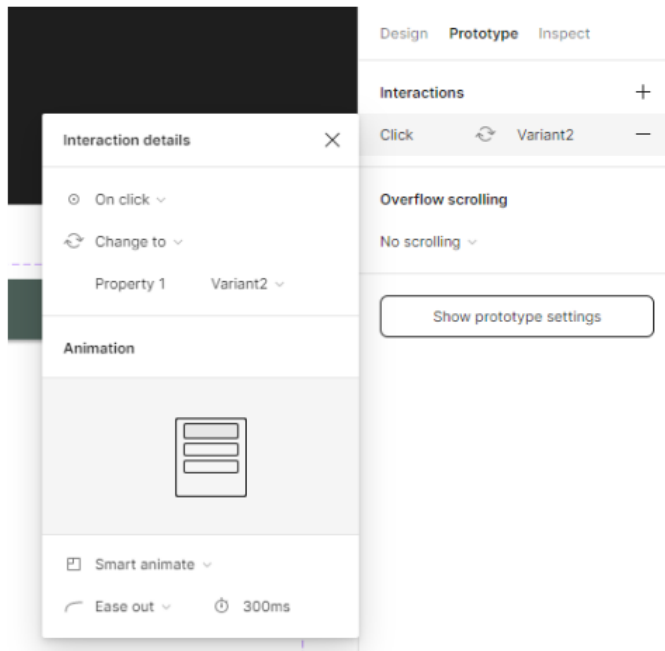 Design Prototype Inspect
Interactions
Click Variant2
Overflow scrolling
No scrolling
Show prototype settings
Interaction details
On click
Change to
Property 1 Variant2
Animation
Smart animate
Ease out 300ms